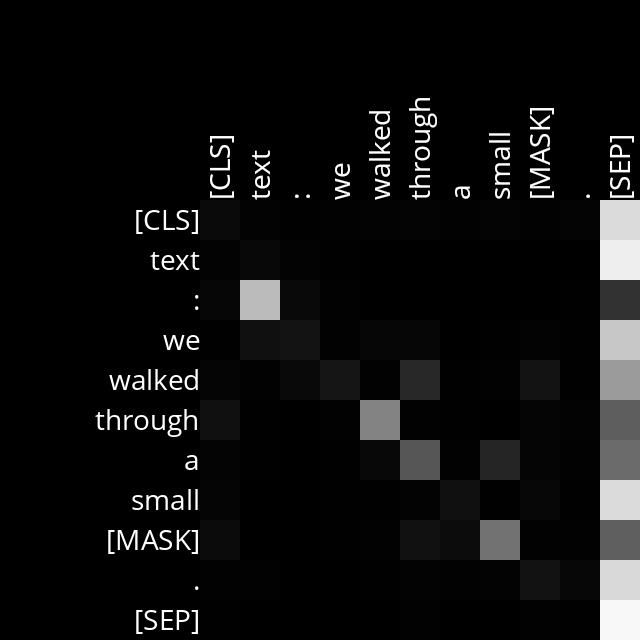 [CLS] text : we walked through a small [MASK] . [SEP]
[CLS]
text
:
we
walked
through
a
small
[MASK]
.
[SEP]